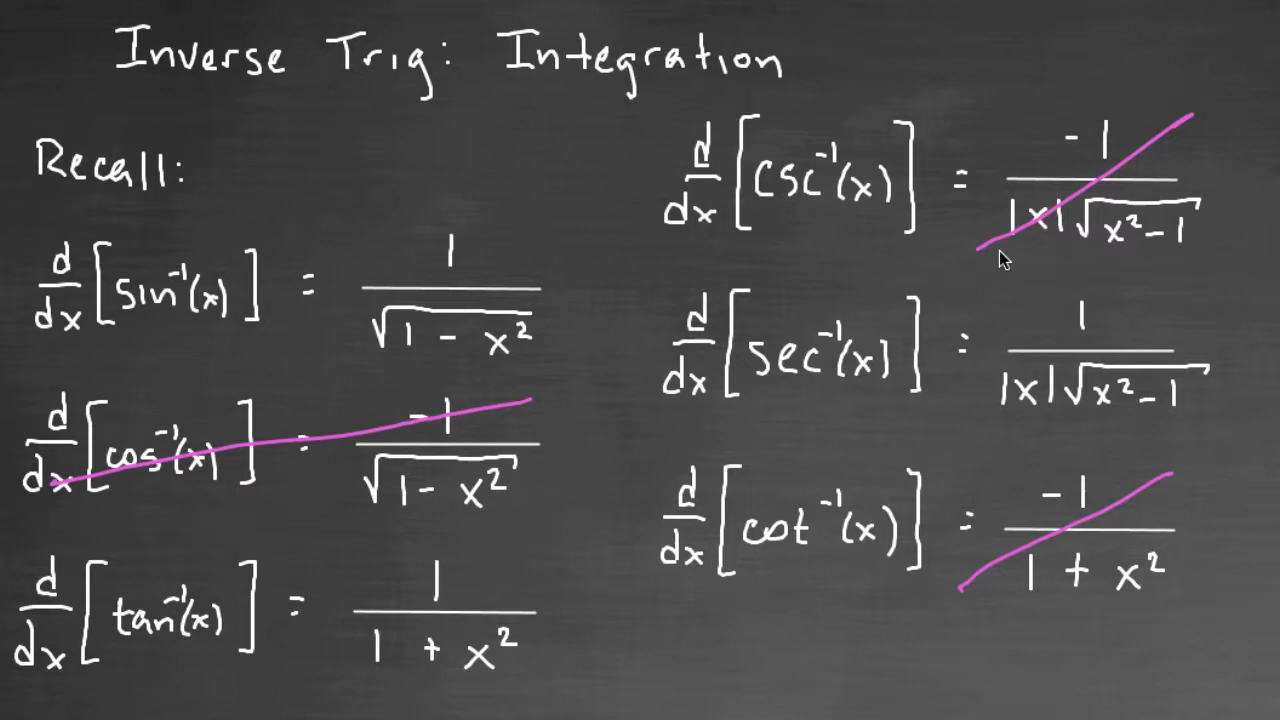 Inverse Trig: Integration
Recall:
d/dx [sin⁻¹(x)] = 1/√(1 - x²)
d/dx [cos⁻¹(x)] = -1/√(1 - x²)
d/dx [tan⁻¹(x)] = 1/(1 + x²)
d/dx [csc⁻¹(x)] = -1/(|x|√(x² - 1))
d/dx [sec⁻¹(x)] = 1/(|x|√(x² - 1))
d/dx [cot⁻¹(x)] = -1/(1 + x²)